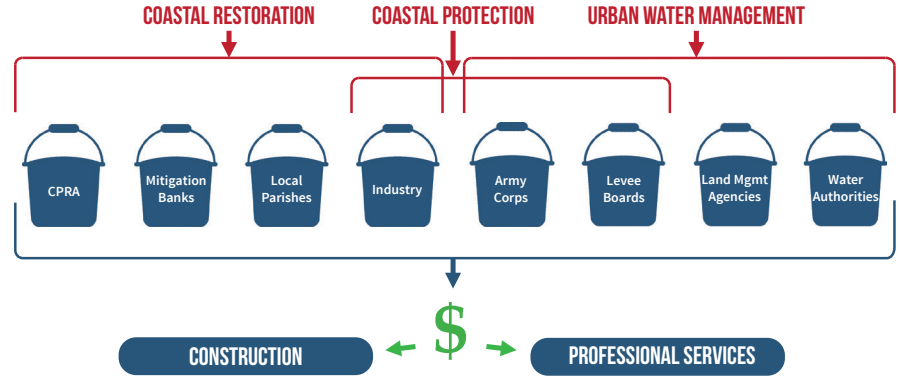 COASTAL RESTORATION
COASTAL PROTECTION
URBAN WATER MANAGEMENT
CPRA
Mitigation
Banks
Local
Parishes
Industry
Army
Corps
Levee
Boards
Land Mgmt
Agencies
Water
Authorities
$
CONSTRUCTION
PROFESSIONAL SERVICES